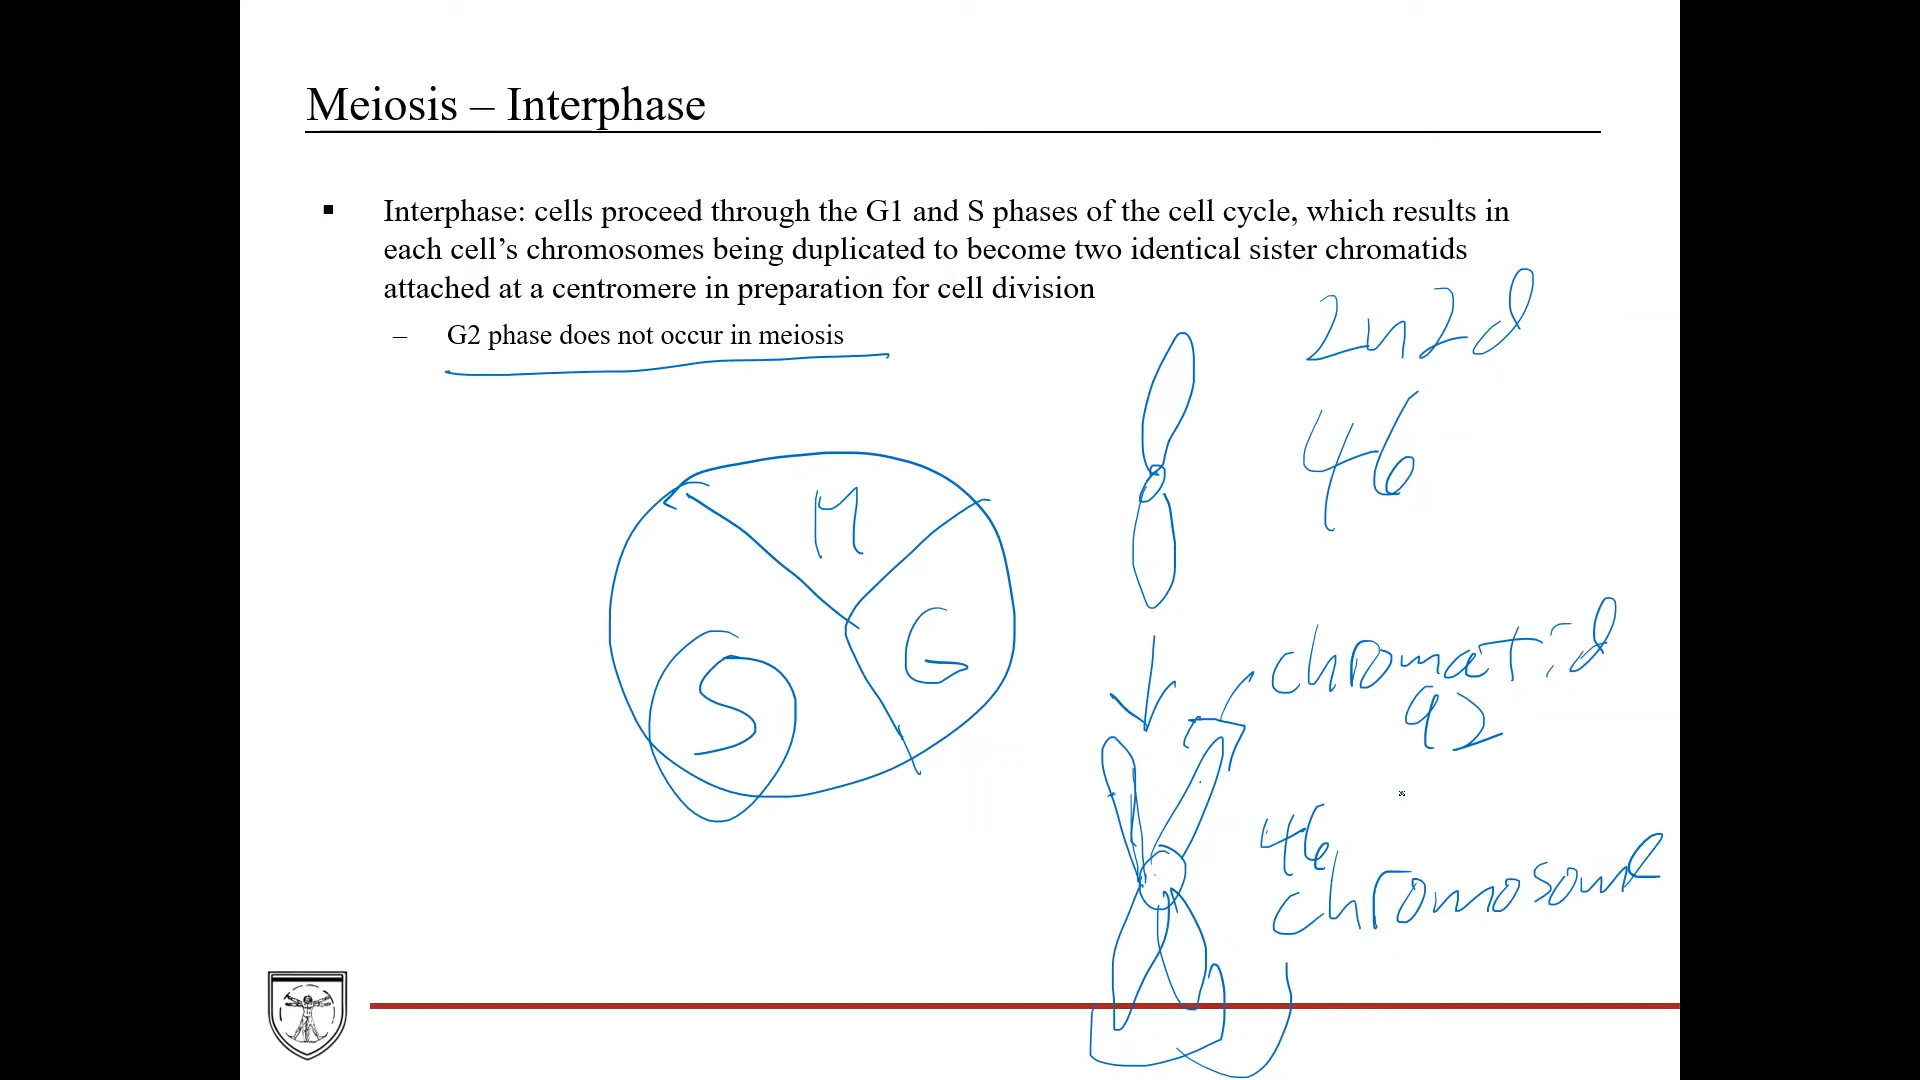 Meiosis – Interphase
▪ Interphase: cells proceed through the G1 and S phases of the cell cycle, which results in
each cell’s chromosomes being duplicated to become two identical sister chromatids
attached at a centromere in preparation for cell division
– G2 phase does not occur in meiosis
2n2d
46
M
G
S
chromatid
92
46
chromosome